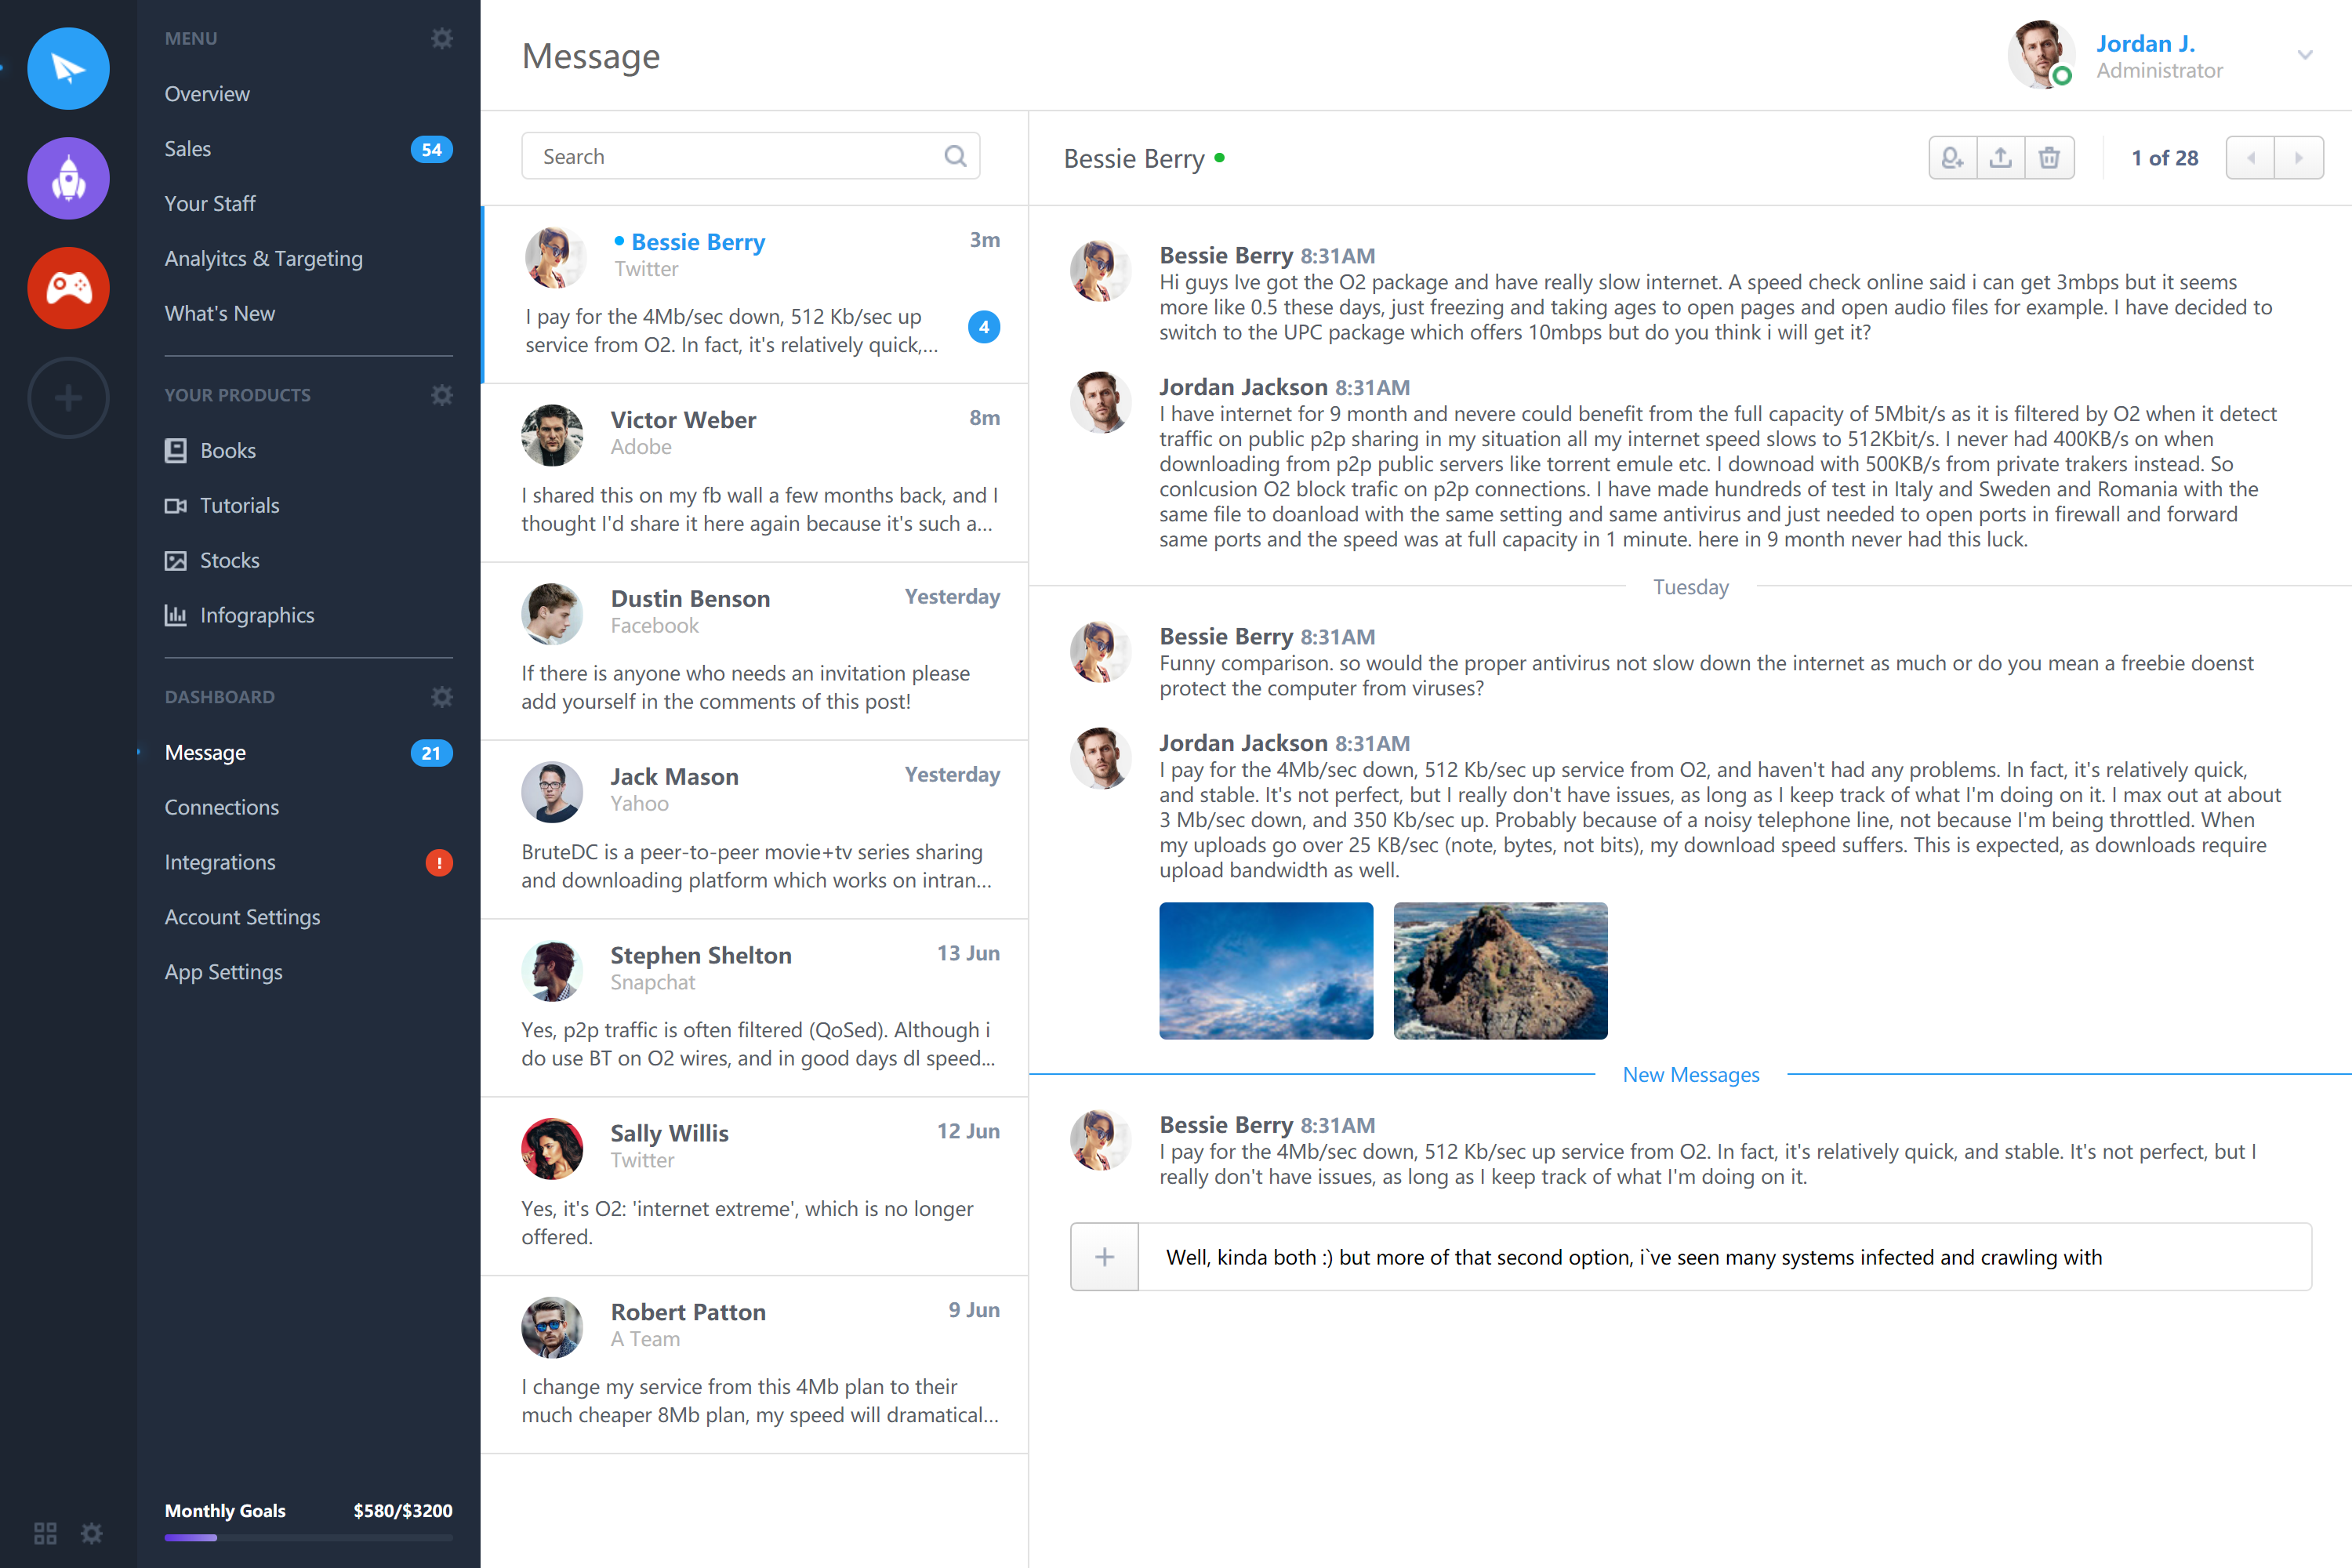 MENU
Overview
Sales 54
Your Staff
Analyitcs & Targeting
What's New
YOUR PRODUCTS
Books
Tutorials
Stocks
Infographics
DASHBOARD
Message 21
Connections
Integrations !
Account Settings
App Settings
Monthly Goals $580/$3200
Message
Jordan J.
Administrator
Search
Bessie Berry 3m
Twitter
I pay for the 4Mb/sec down, 512 Kb/sec up
service from O2. In fact, it's relatively quick,...
4
Victor Weber 8m
Adobe
I shared this on my fb wall a few months back, and I
thought I'd share it here again because it's such a...
Dustin Benson Yesterday
Facebook
If there is anyone who needs an invitation please
add yourself in the comments of this post!
Jack Mason Yesterday
Yahoo
BruteDC is a peer-to-peer movie+tv series sharing
and downloading platform which works on intran...
Stephen Shelton 13 Jun
Snapchat
Yes, p2p traffic is often filtered (QoSed). Although i
do use BT on O2 wires, and in good days dl speed...
Sally Willis 12 Jun
Twitter
Yes, it's O2: 'internet extreme', which is no longer
offered.
Robert Patton 9 Jun
A Team
I change my service from this 4Mb plan to their
much cheaper 8Mb plan, my speed will dramatical...
Bessie Berry
1 of 28
Bessie Berry 8:31AM
Hi guys Ive got the O2 package and have really slow internet. A speed check online said i can get 3mbps but it seems
more like 0.5 these days, just freezing and taking ages to open pages and open audio files for example. I have decided to
switch to the UPC package which offers 10mbps but do you think i will get it?
Jordan Jackson 8:31AM
I have internet for 9 month and nevere could benefit from the full capacity of 5Mbit/s as it is filtered by O2 when it detect
traffic on public p2p sharing in my situation all my internet speed slows to 512Kbit/s. I never had 400KB/s on when
downloading from p2p public servers like torrent emule etc. I downoad with 500KB/s from private trakers instead. So
conlcusion O2 block trafic on p2p connections. I have made hundreds of test in Italy and Sweden and Romania with the
same file to doanload with the same setting and same antivirus and just needed to open ports in firewall and forward
same ports and the speed was at full capacity in 1 minute. here in 9 month never had this luck.
Tuesday
Bessie Berry 8:31AM
Funny comparison. so would the proper antivirus not slow down the internet as much or do you mean a freebie doenst
protect the computer from viruses?
Jordan Jackson 8:31AM
I pay for the 4Mb/sec down, 512 Kb/sec up service from O2, and haven't had any problems. In fact, it's relatively quick,
and stable. It's not perfect, but I really don't have issues, as long as I keep track of what I'm doing on it. I max out at about
3 Mb/sec down, and 350 Kb/sec up. Probably because of a noisy telephone line, not because I'm being throttled. When
my uploads go over 25 KB/sec (note, bytes, not bits), my download speed suffers. This is expected, as downloads require
upload bandwidth as well.
New Messages
Bessie Berry 8:31AM
I pay for the 4Mb/sec down, 512 Kb/sec up service from O2. In fact, it's relatively quick, and stable. It's not perfect, but I
really don't have issues, as long as I keep track of what I'm doing on it.
Well, kinda both :) but more of that second option, i`ve seen many systems infected and crawling with